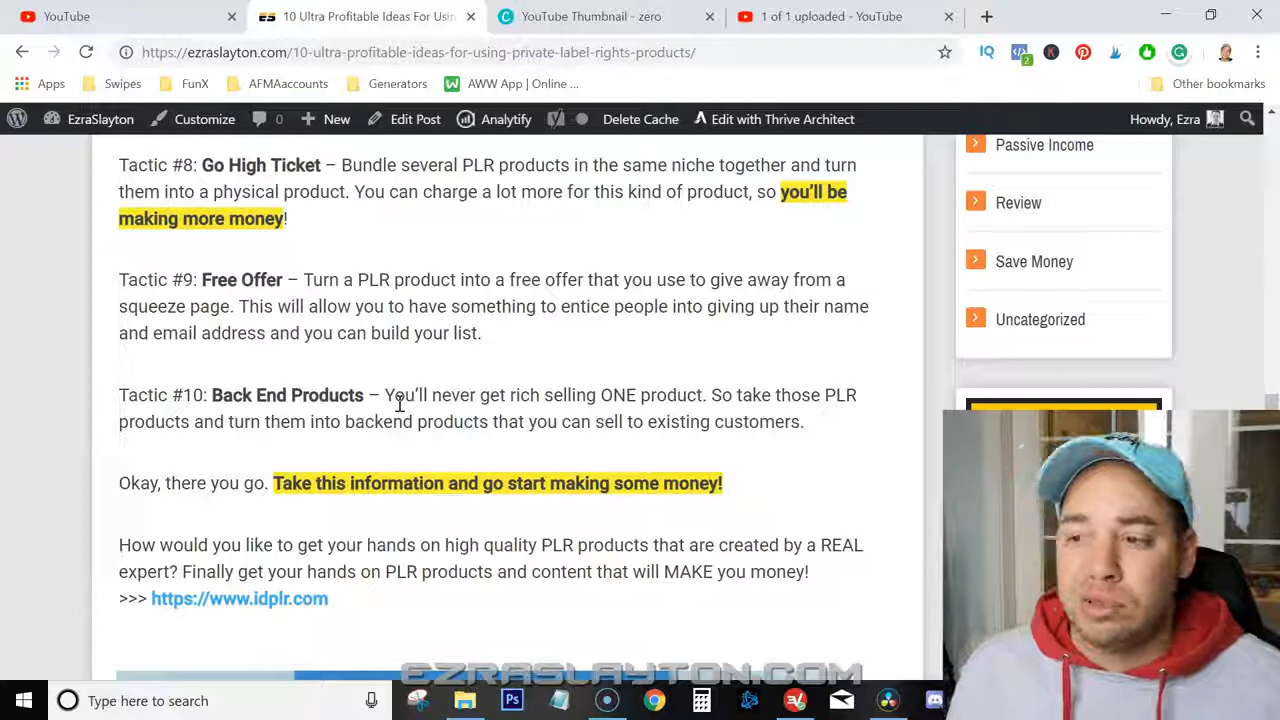 YouTube
10 Ultra Profitable Ideas For Usin
YouTube Thumbnail - zero
1 of 1 uploaded - YouTube
https://ezraslayton.com/10-ultra-profitable-ideas-for-using-private-label-rights-products/
Apps
Swipes
FunX
AFMAaccounts
Generators
AWW App | Online ...
Other bookmarks
EzraSlayton
Customize
0
New
Edit Post
Analytify
Delete Cache
Edit with Thrive Architect
Howdy, Ezra
Tactic #8: Go High Ticket – Bundle several PLR products in the same niche together and turn
them into a physical product. You can charge a lot more for this kind of product, so you'll be
making more money!
Tactic #9: Free Offer – Turn a PLR product into a free offer that you use to give away from a
squeeze page. This will allow you to have something to entice people into giving up their name
and email address and you can build your list.
Tactic #10: Back End Products – You'll never get rich selling ONE product. So take those PLR
products and turn them into backend products that you can sell to existing customers.
Okay, there you go. Take this information and go start making some money!
How would you like to get your hands on high quality PLR products that are created by a REAL
expert? Finally get your hands on PLR products and content that will MAKE you money!
>>> https://www.idplr.com
Passive Income
Review
Save Money
Uncategorized
EZRASLAYTON.COM
Type here to search